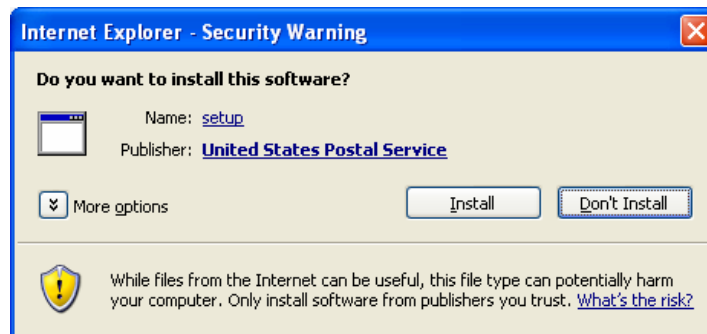 Internet Explorer - Security Warning
Do you want to install this software?
Name: setup
Publisher: United States Postal Service
More options
Install
Don't Install
While files from the Internet can be useful, this file type can potentially harm
your computer. Only install software from publishers you trust. What's the risk?